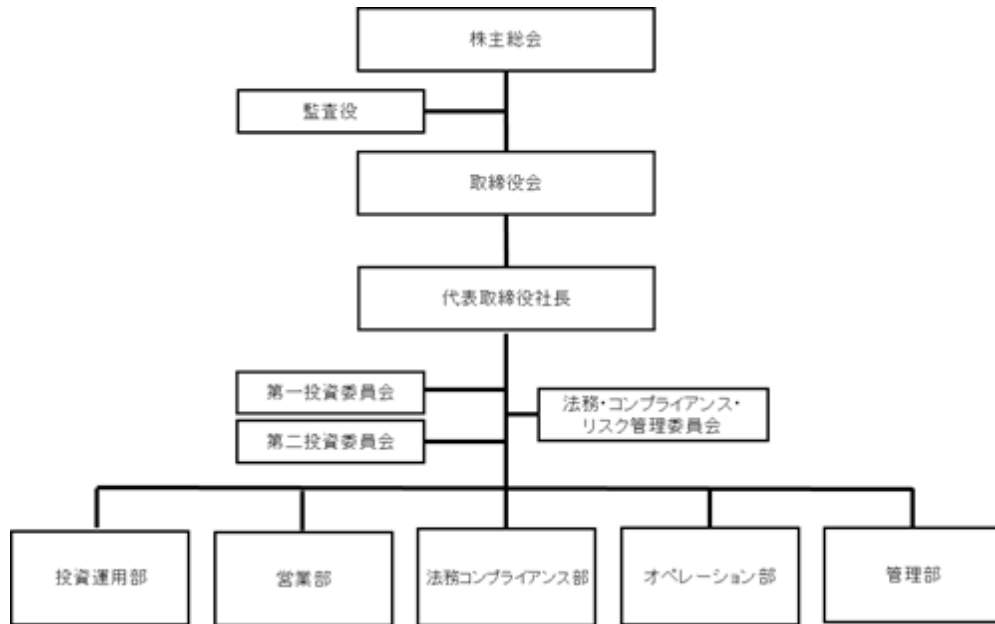 株主総会
監査役
取締役会
代表取締役社長
第一投資委員会
法務・コンプライアンス・
リスク管理委員会
第二投資委員会
投資運用部
営業部
法務コンプライアンス部
オペレーション部
管理部